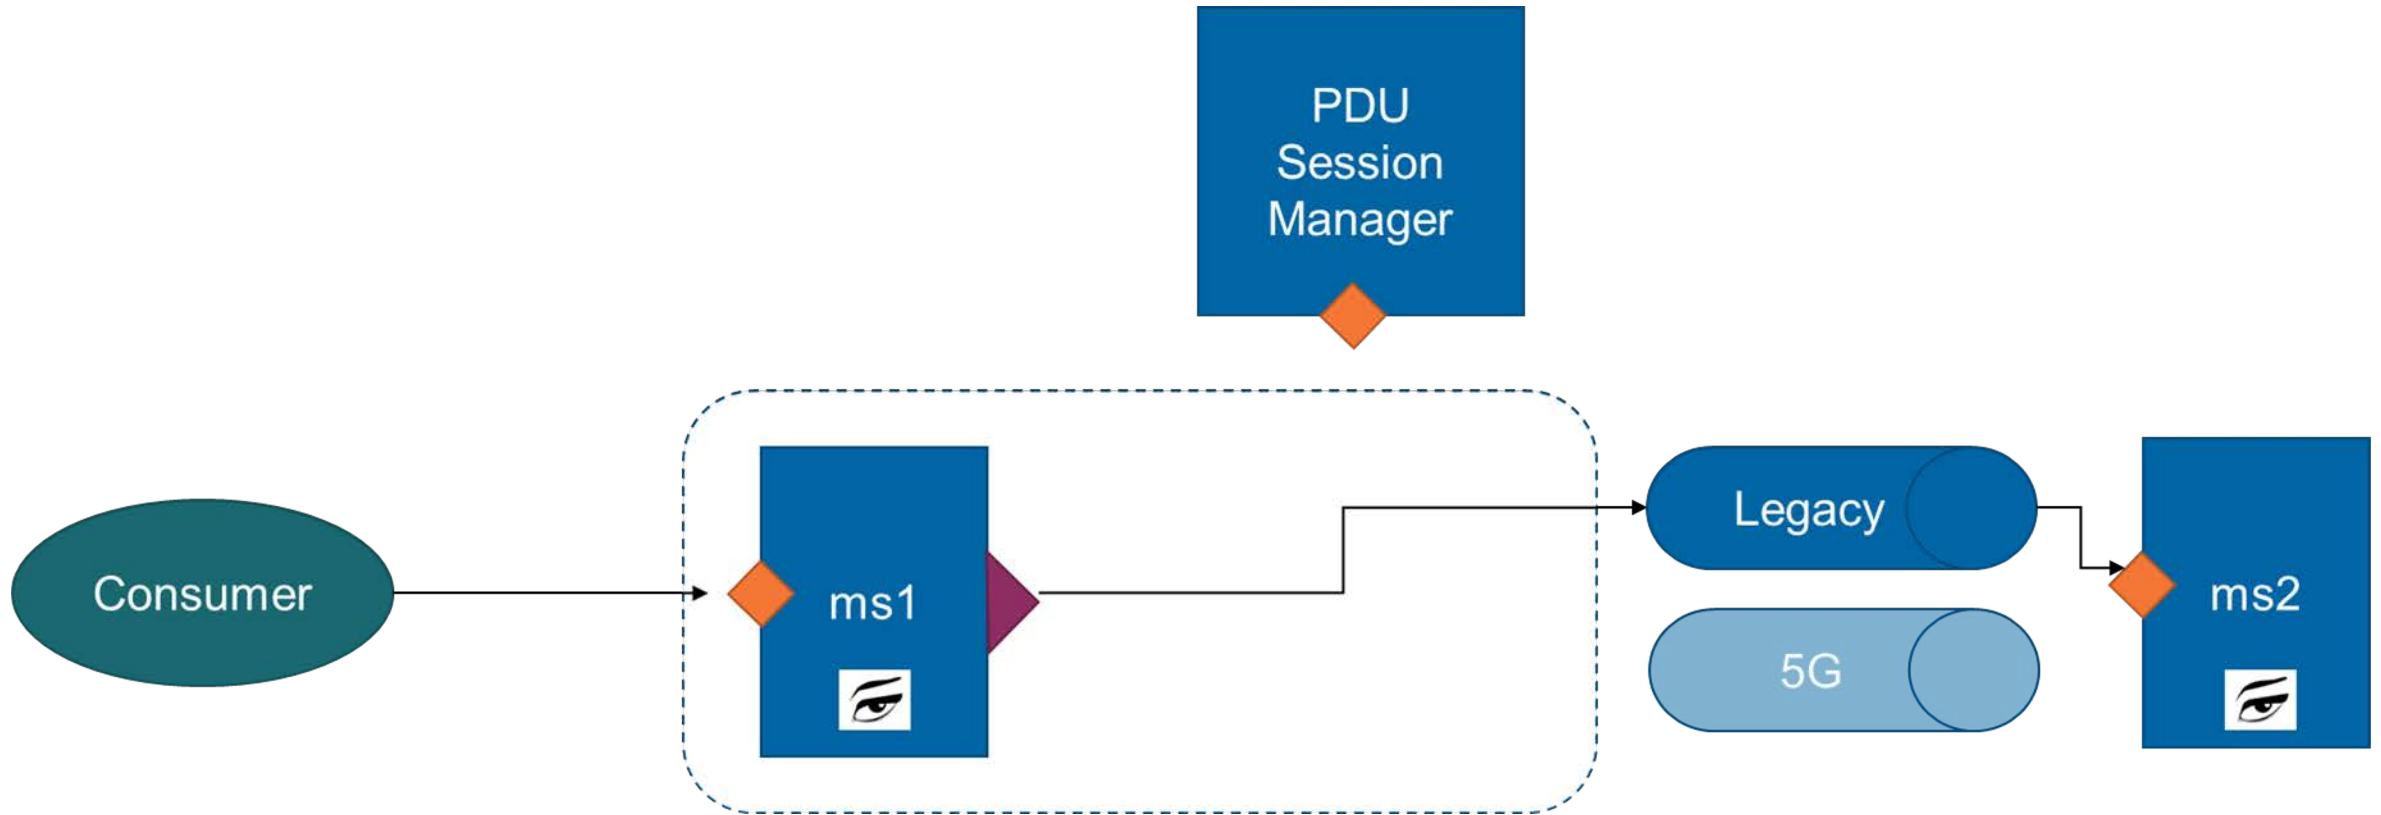 PDU
Session
Manager
Consumer
ms1
Legacy
5G
ms2